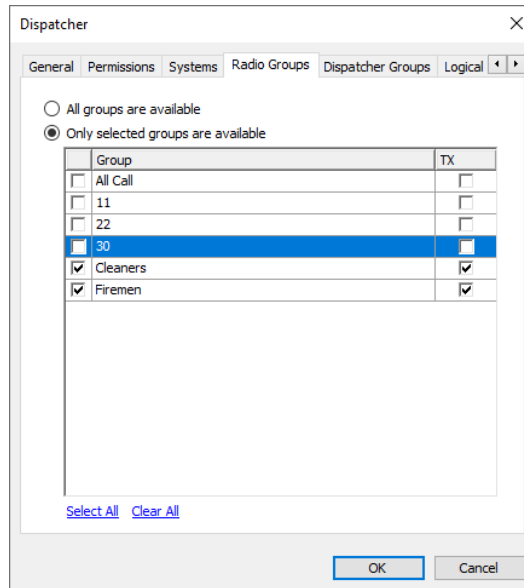 Dispatcher
General Permissions Systems Radio Groups Dispatcher Groups Logical
All groups are available
Only selected groups are available
Group TX
All Call
11
22
30
Cleaners
Firemen
Select All Clear All
OK Cancel